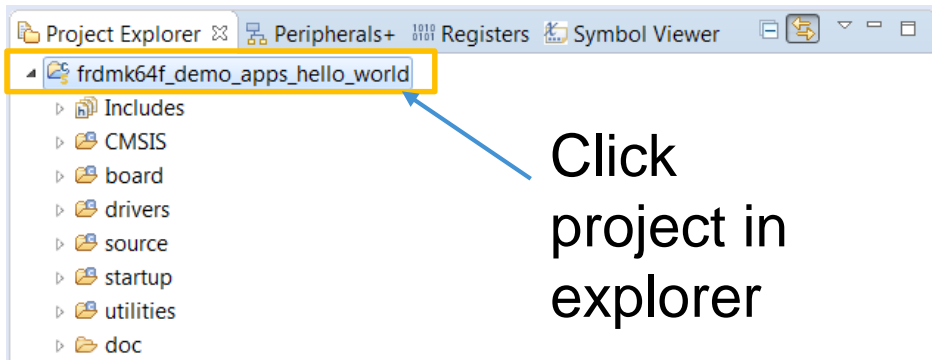 Project Explorer Peripherals+ Registers Symbol Viewer
frdmk64f_demo_apps_hello_world
Includes
CMSIS
board
drivers
source
startup
utilities
doc
Click
project in
explorer